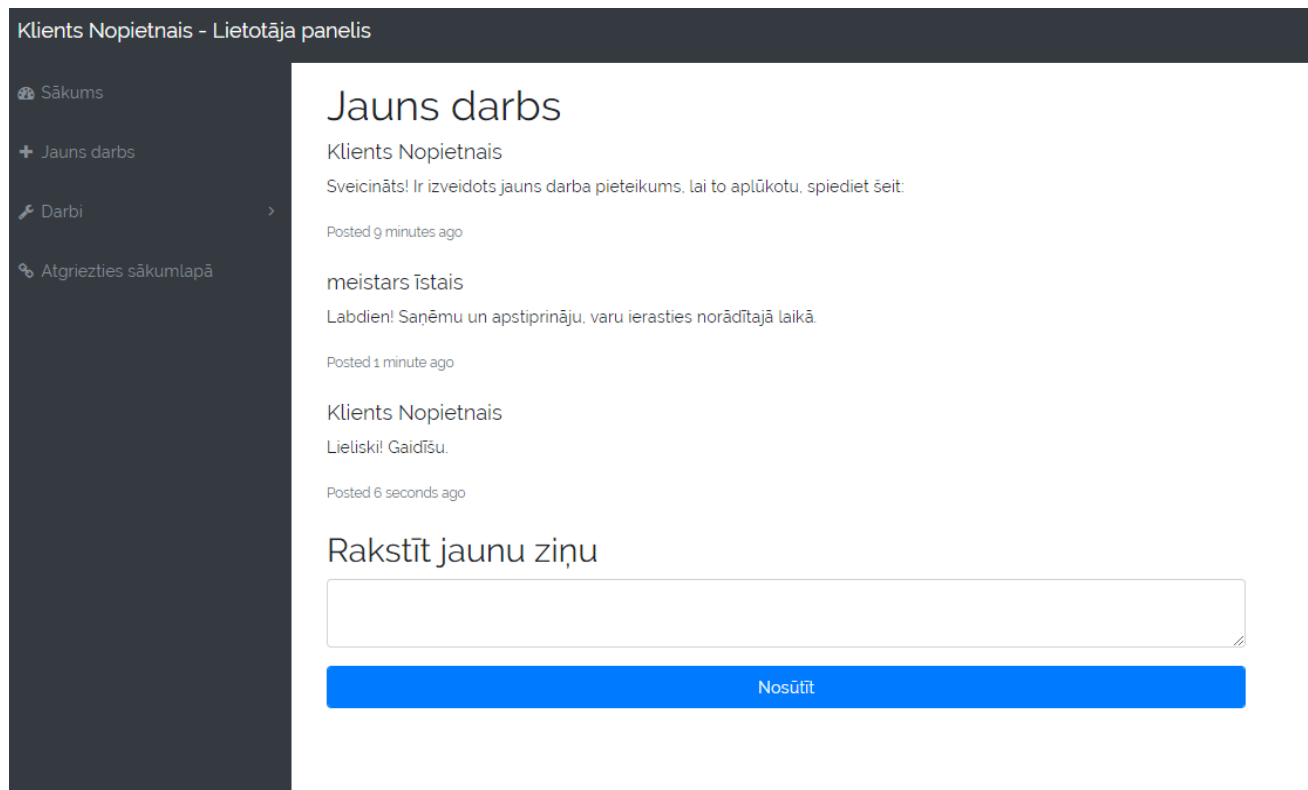 Klients Nopietnais - Lietotāja panelis
Sākums
Jauns darbs
Darbi
Atgriezties sākumlapā
Jauns darbs
Klients Nopietnais
Sveicināts! Ir izveidots jauns darba pieteikums, lai to aplūkotu, spiediet šeit:
Posted 9 minutes ago
meistars īstais
Labdien! Saņēmu un apstiprināju, varu ierasties norādītajā laikā.
Posted 1 minute ago
Klients Nopietnais
Lieliski! Gaidīšu.
Posted 6 seconds ago
Rakstīt jaunu ziņu
Nosūtīt